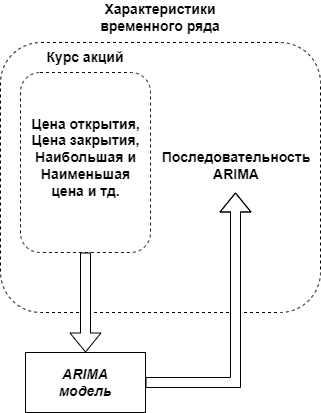 Характеристики
временного ряда
Курс акций
Цена открытия,
Цена закрытия,
Наибольшая и
Наименьшая
цена и тд.
Последовательность
ARIMA
ARIMA
модель